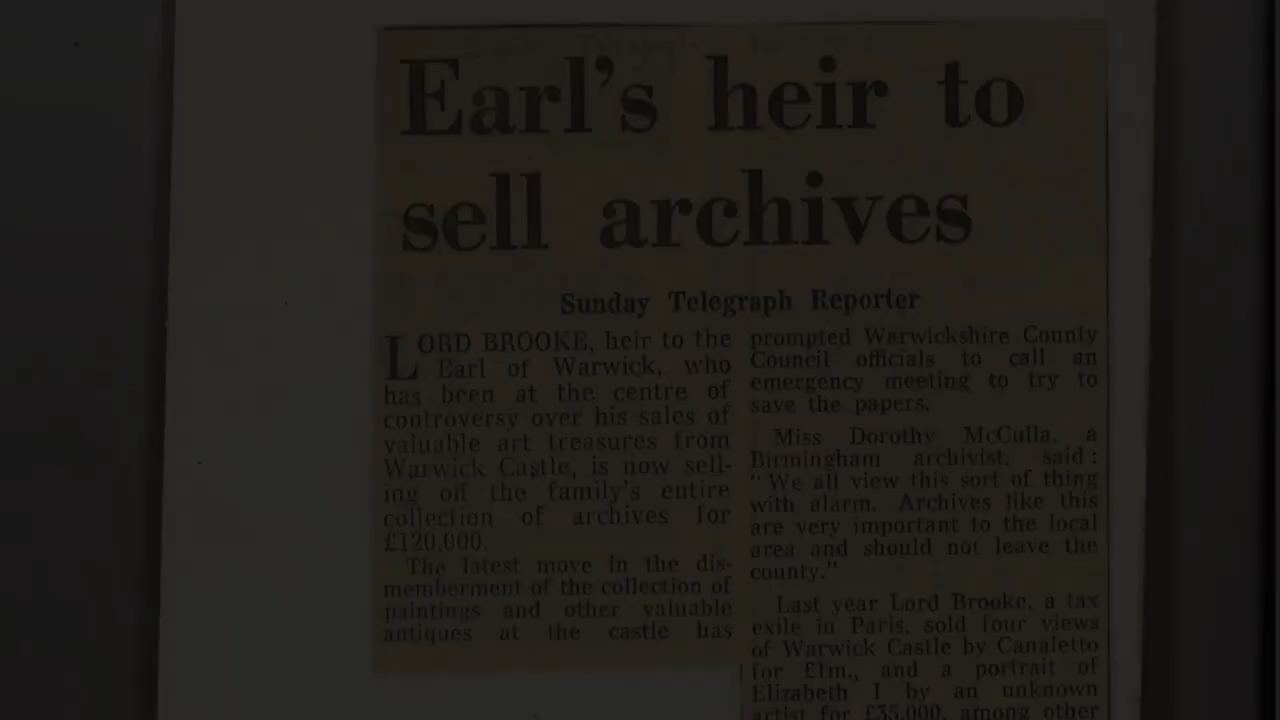 Earl's heir to
sell archives
Sunday Telegraph Reporter
LORD BROOKE, heir to the
Earl of Warwick, who
has been at the centre of
controversy over his sales of
valuable art treasures from
Warwick Castle, is now sell-
ing off the family's entire
collection of archives for
£120,000.
The latest move in the dis-
memberment of the collection of
paintings and other valuable
antiques at the castle has
prompted Warwickshire County
Council officials to call an
emergency meeting to try to
save the papers.
Miss Dorothy McCulla, a
Birmingham archivist, said:
"We all view this sort of thing
with alarm. Archives like this
are very important to the local
area and should not leave the
county."
Last year Lord Brooke, a tax
exile in Paris, sold four views
of Warwick Castle by Canaletto
for £1m., and a portrait of
Elizabeth I by an unknown
artist for £35,000, among other